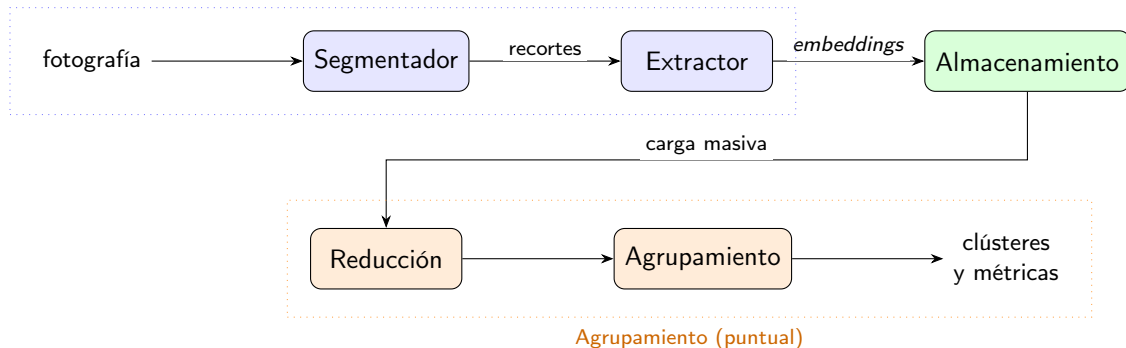 fotografía
Segmentador
recortes
Extractor
embeddings
Almacenamiento
carga masiva
Reducción
Agrupamiento
clústeres
y métricas
Agrupamiento (puntual)